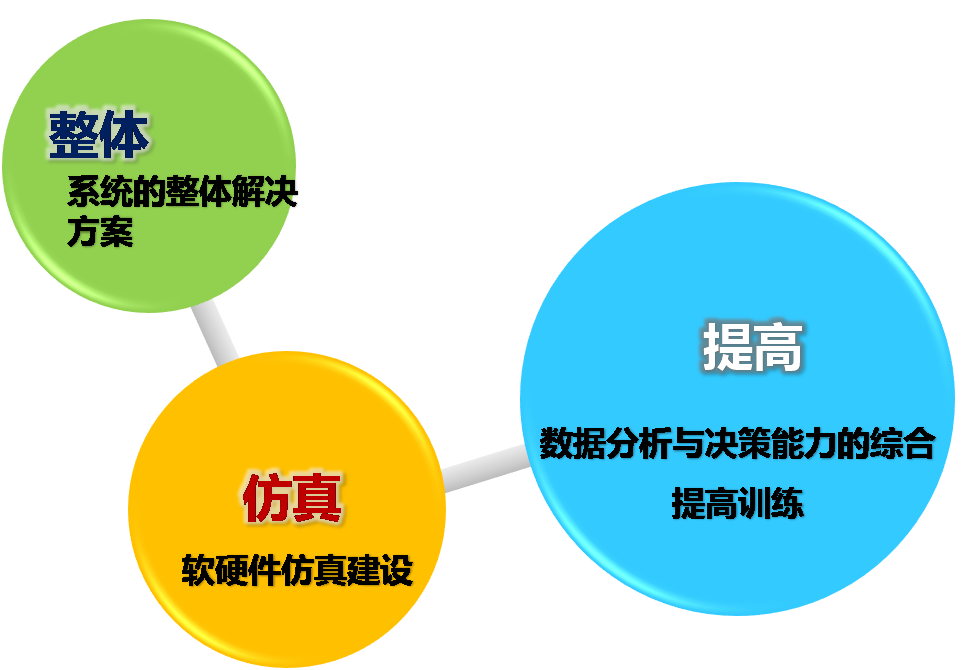 整体
系统的整体解决
方案
仿真
软硬件仿真建设
提高
数据分析与决策能力的综合
提高训练